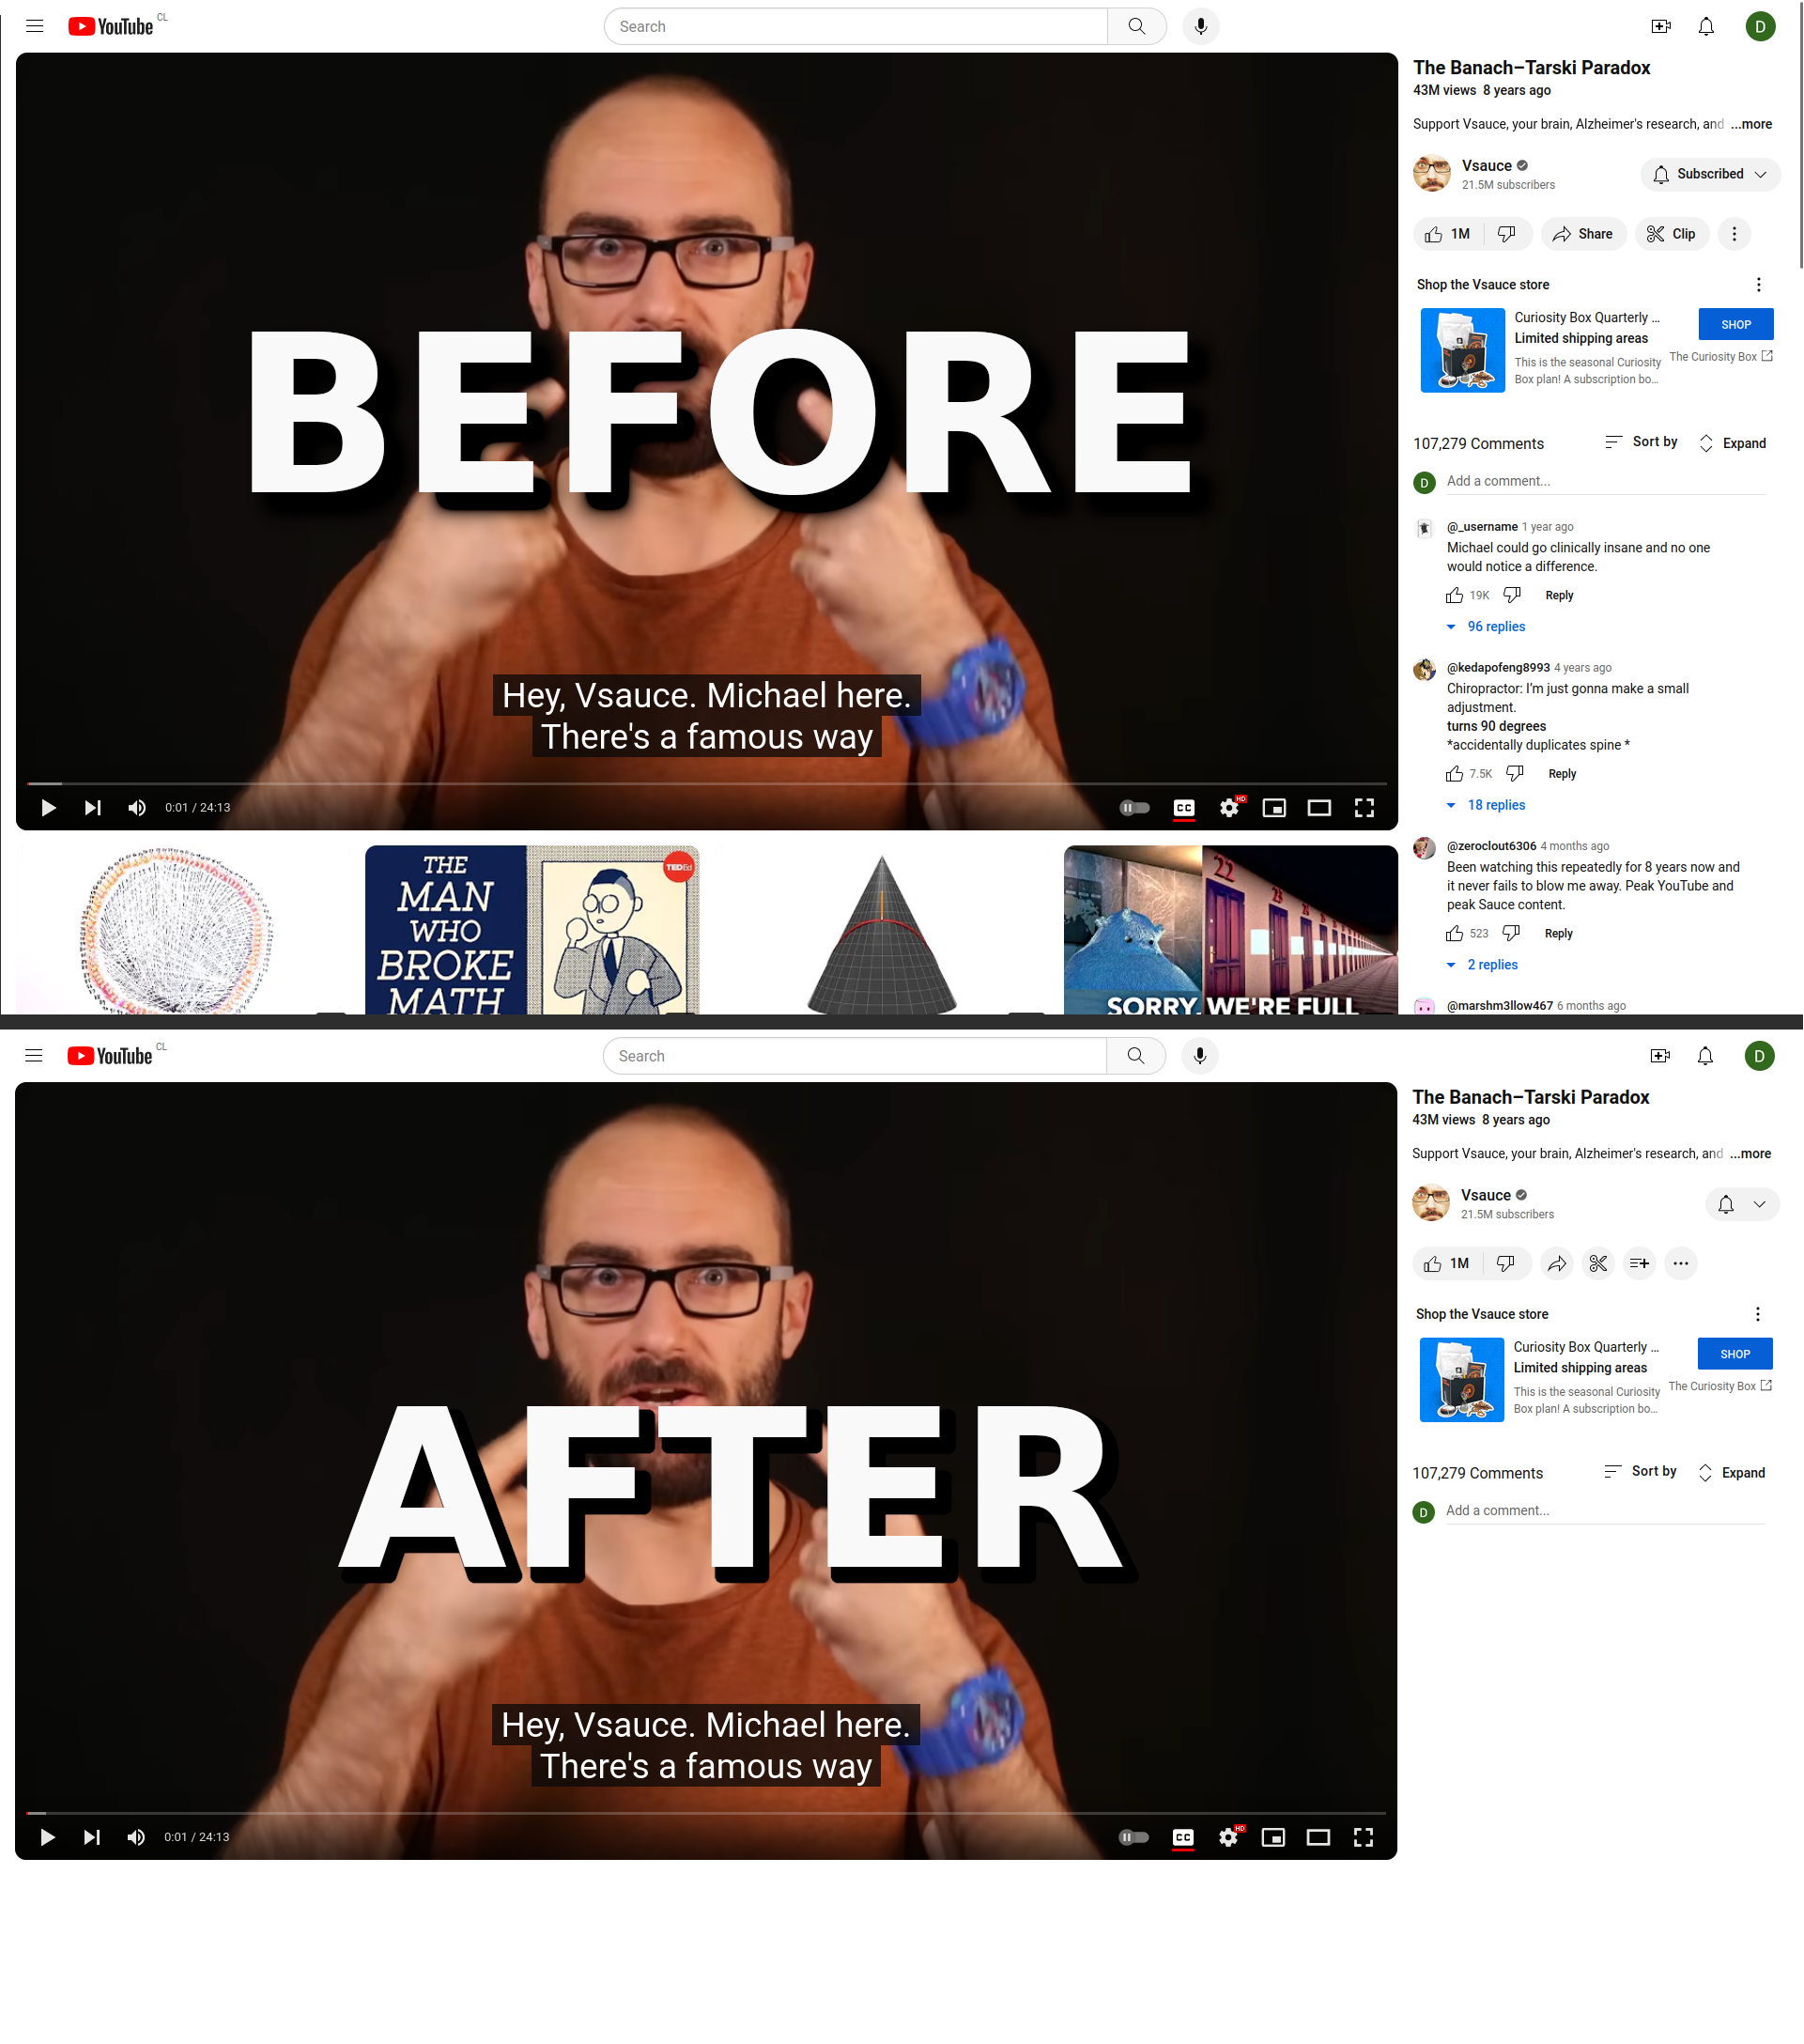 YouTube CL
Search
D
The Banach–Tarski Paradox
43M views 8 years ago
Support Vsauce, your brain, Alzheimer's research, and ...more
Vsauce
21.5M subscribers
Subscribed
1M
Share
Clip
Shop the Vsauce store
Curiosity Box Quarterly ...
Limited shipping areas
This is the seasonal Curiosity
Box plan! A subscription bo...
SHOP
The Curiosity Box
107,279 Comments
Sort by
Expand
D
Add a comment...
@_username 1 year ago
Michael could go clinically insane and no one
would notice a difference.
19K
Reply
96 replies
@kedapofeng8993 4 years ago
Chiropractor: I'm just gonna make a small
adjustment.
turns 90 degrees
*accidentally duplicates spine *
7.5K
Reply
18 replies
@zeroclout6306 4 months ago
Been watching this repeatedly for 8 years now and
it never fails to blow me away. Peak YouTube and
peak Sauce content.
523
Reply
2 replies
@marshm3llow467 6 months ago
BEFORE
Hey, Vsauce. Michael here.
There's a famous way
0:01 / 24:13
CC
HD
THE
MAN
WHO
BROKE
MATH
TED Ed
22
23
SORRY, WE'RE FULL
YouTube CL
Search
D
The Banach–Tarski Paradox
43M views 8 years ago
Support Vsauce, your brain, Alzheimer's research, and ...more
Vsauce
21.5M subscribers
1M
Shop the Vsauce store
Curiosity Box Quarterly ...
Limited shipping areas
This is the seasonal Curiosity
Box plan! A subscription bo...
SHOP
The Curiosity Box
107,279 Comments
Sort by
Expand
D
Add a comment...
AFTER
Hey, Vsauce. Michael here.
There's a famous way
0:01 / 24:13
CC
HD